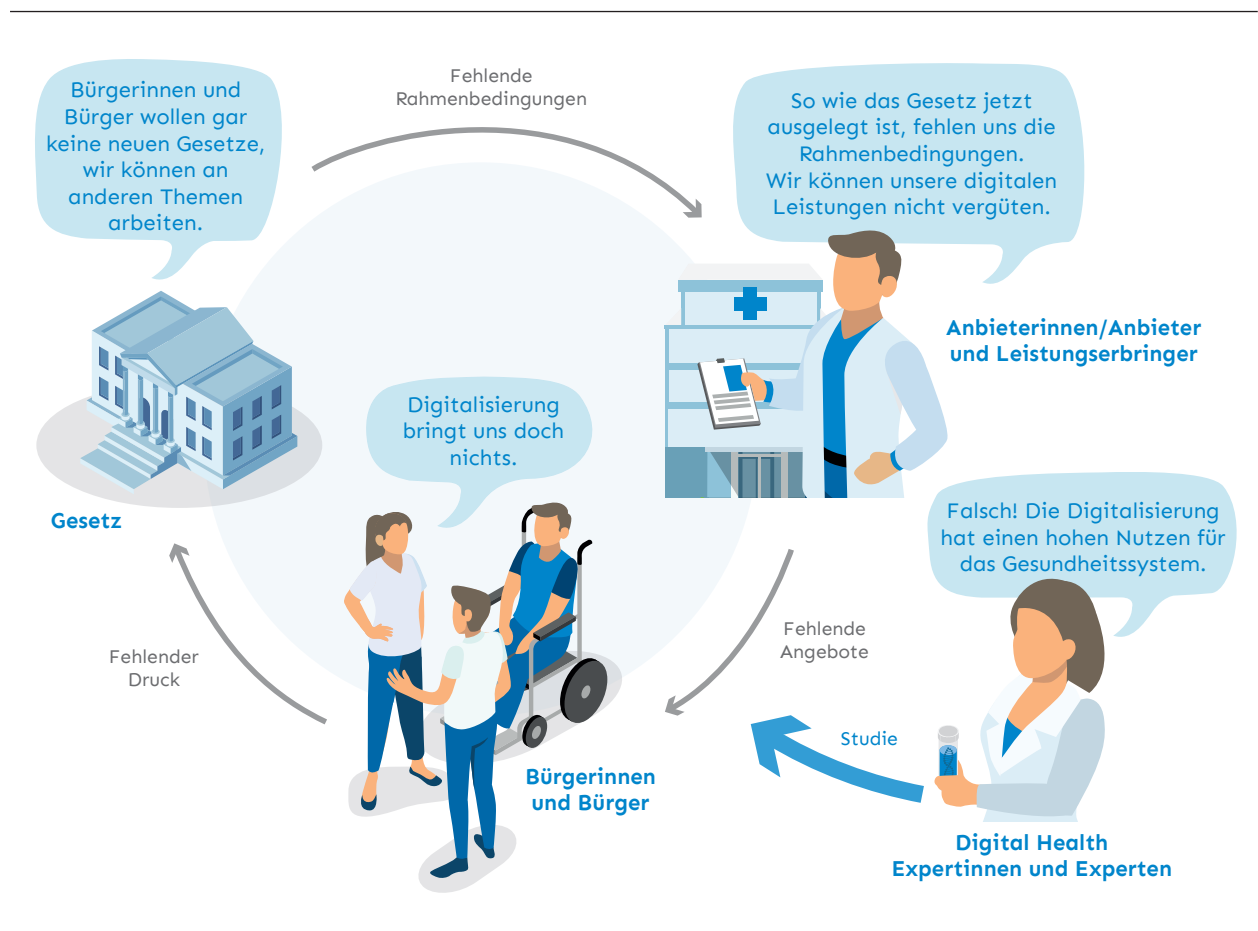 Bürgerinnen und
Bürger wollen gar
keine neuen Gesetze,
wir können an
anderen Themen
arbeiten.
Fehlende
Rahmenbedingungen
So wie das Gesetz jetzt
ausgelegt ist, fehlen uns die
Rahmenbedingungen.
Wir können unsere digitalen
Leistungen nicht vergüten.
Anbieterinnen/Anbieter
und Leistungserbringer
Digitalisierung
bringt uns doch
nichts.
Gesetz
Falsch! Die Digitalisierung
hat einen hohen Nutzen für
das Gesundheitssystem.
Fehlende
Angebote
Fehlender
Druck
Studie
Bürgerinnen
und Bürger
Digital Health
Expertinnen und Experten